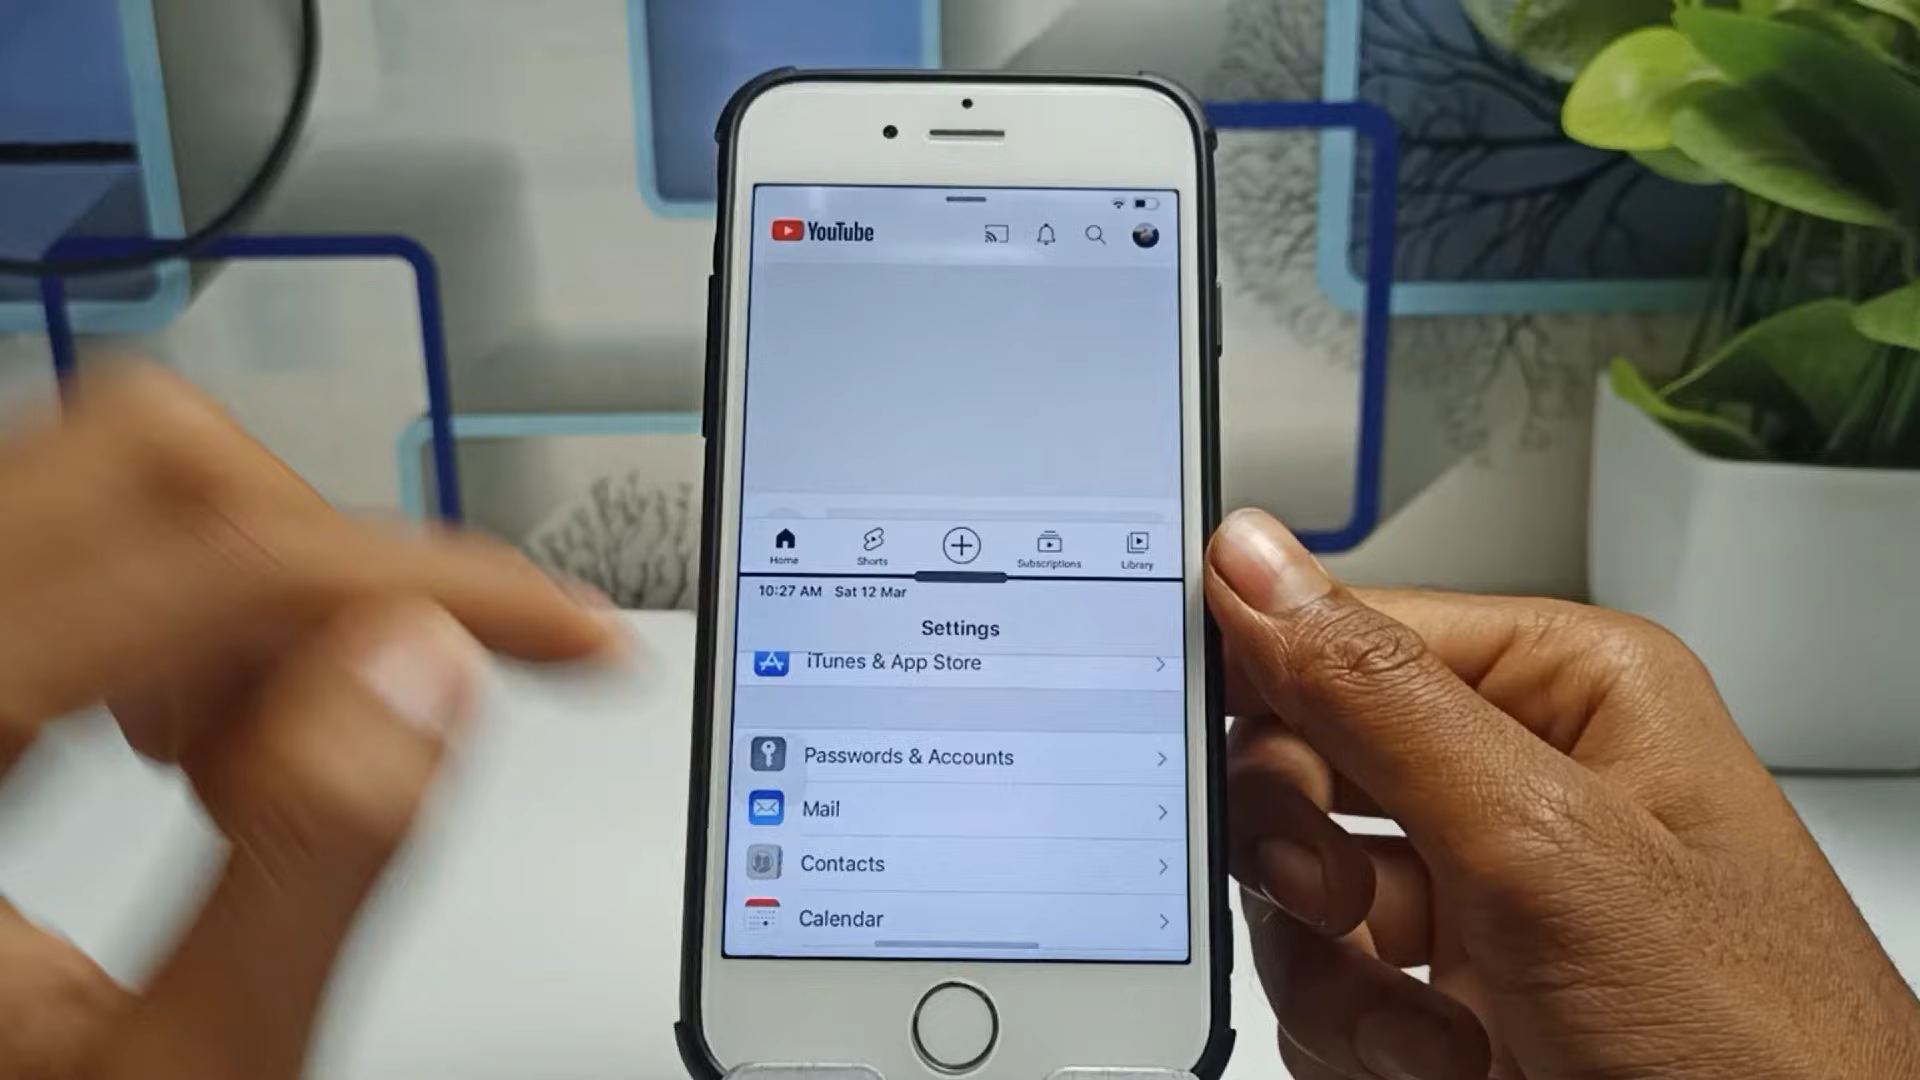 YouTube
Home Shorts Subscriptions Library
10:27 AM Sat 12 Mar
Settings
iTunes & App Store
Passwords & Accounts
Mail
Contacts
Calendar